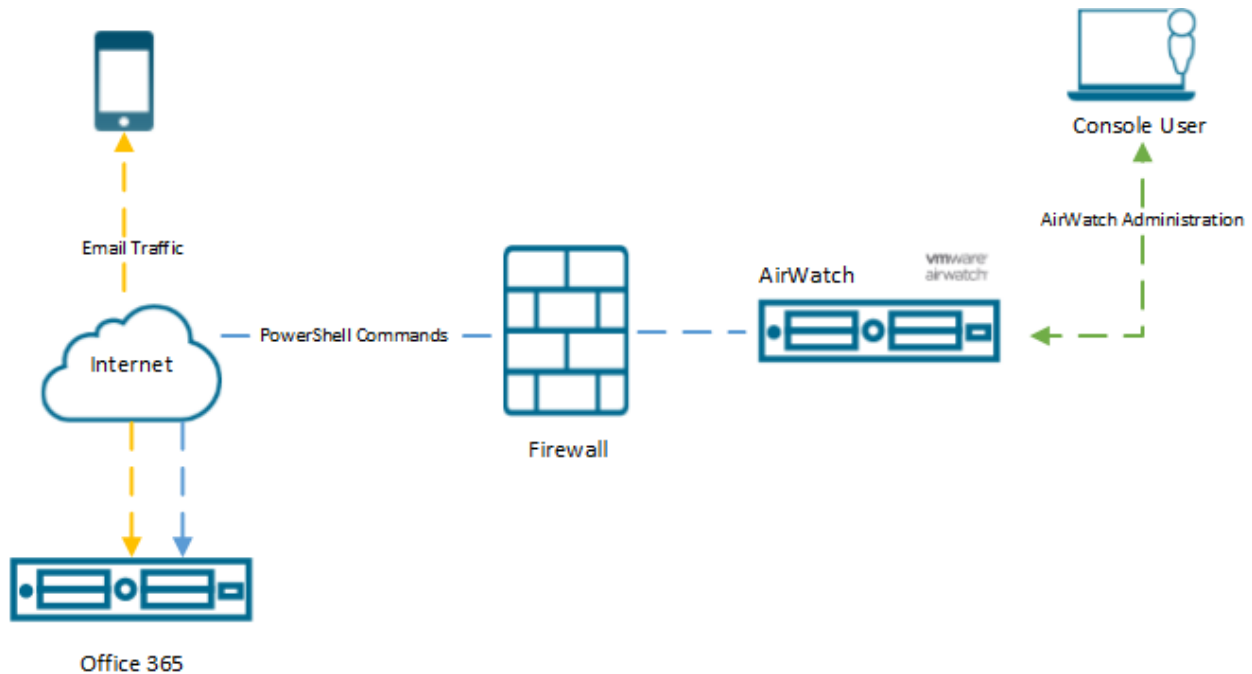 Console User
AirWatch Administration
Email Traffic
vmware
airwatch
AirWatch
Internet
PowerShell Commands
Firewall
Office 365